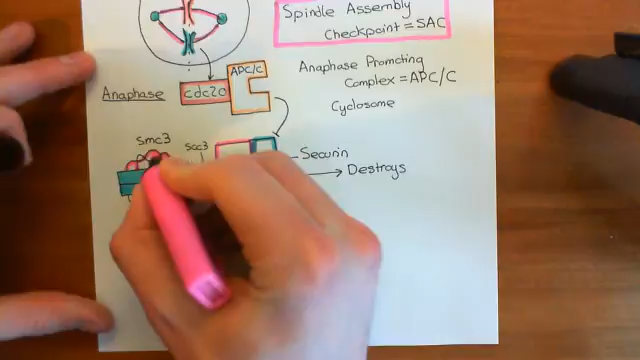 Spindle Assembly
Checkpoint = SAC
APC/C
Anaphase Promoting
Complex = APC/C
Anaphase
cdc20
Cyclosome
smc3
scc3
Securin
Destroys